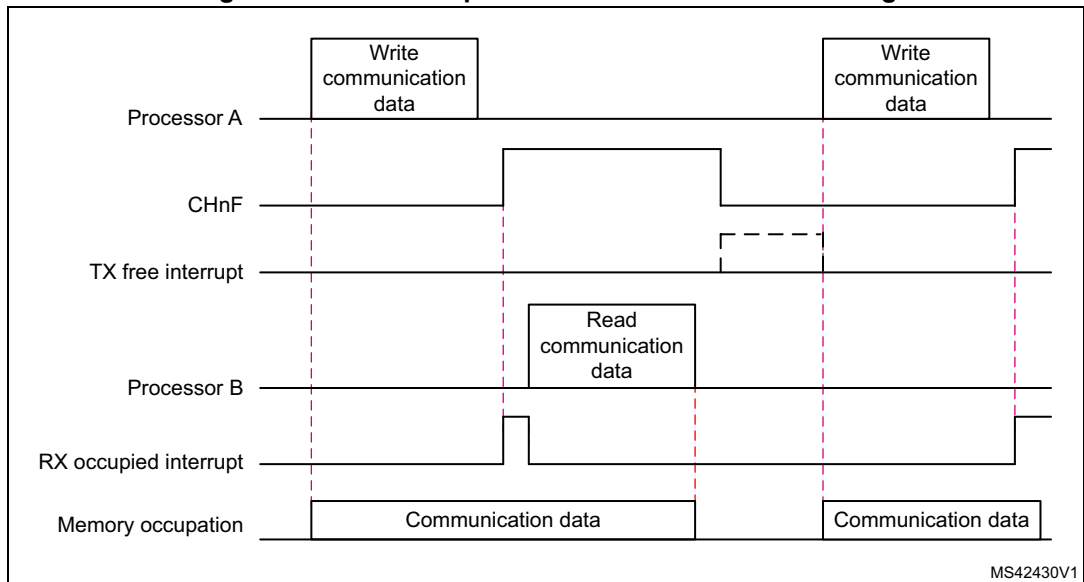 Write
communication
data
Write
communication
data
Processor A
CHnF
TX free interrupt
Read
communication
data
Processor B
RX occupied interrupt
Memory occupation
Communication data
Communication data
MS42430V1